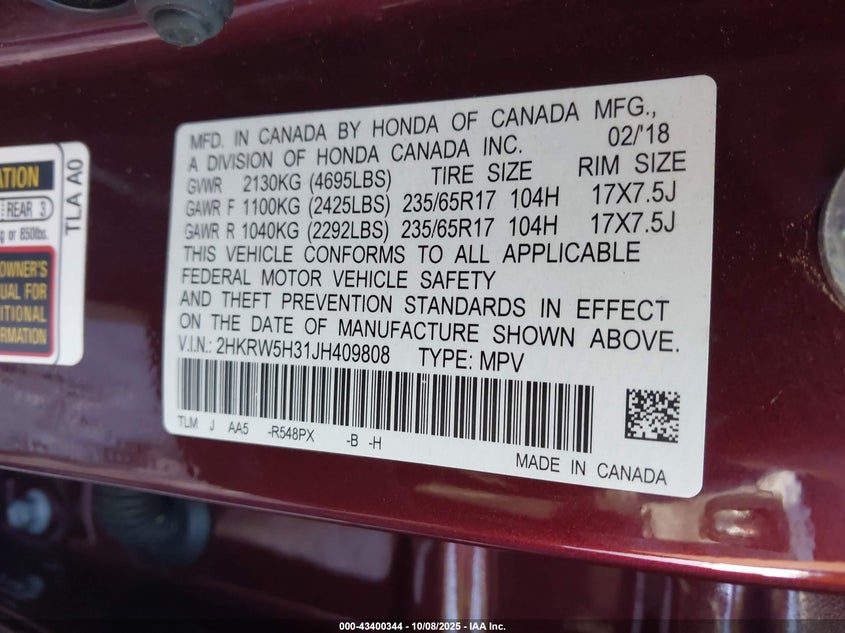 MFD. IN CANADA BY HONDA OF CANADA MFG.,
A DIVISION OF HONDA CANADA INC. 02/'18
GVWR 2130KG (4695LBS) TIRE SIZE RIM SIZE
GAWR F 1100KG (2425LBS) 235/65R17 104H 17X7.5J
GAWR R 1040KG (2292LBS) 235/65R17 104H 17X7.5J
THIS VEHICLE CONFORMS TO ALL APPLICABLE
FEDERAL MOTOR VEHICLE SAFETY
AND THEFT PREVENTION STANDARDS IN EFFECT
ON THE DATE OF MANUFACTURE SHOWN ABOVE.
V.I.N.: 2HKRW5H31JH409808 TYPE: MPV
TLM J AA5 -R548PX -B -H
MADE IN CANADA
REAR 3
or 850lbs.
OWNER'S
FOR
TLA A0
000-43400344 - 10/08/2025 - IAA Inc.